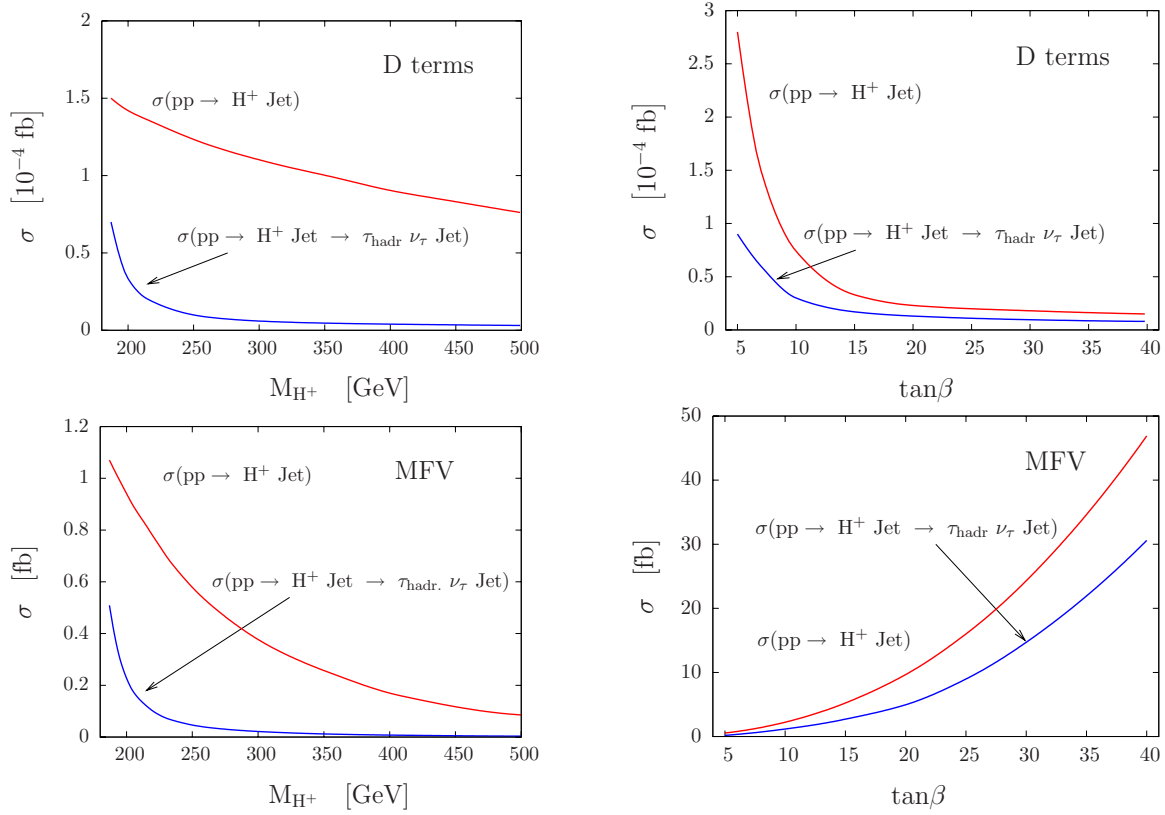 2
1.5
1
0.5
0
200 250 300 350 400 450 500
σ [10⁻⁴ fb]
M_H⁺ [GeV]
D terms
σ(pp → H⁺ Jet)
σ(pp → H⁺ Jet → τ_hadr ν_τ Jet)
3
2.5
2
1.5
1
0.5
0
5 10 15 20 25 30 35 40
σ [10⁻⁴ fb]
tanβ
D terms
σ(pp → H⁺ Jet)
σ(pp → H⁺ Jet → τ_hadr ν_τ Jet)
1.2
1
0.8
0.6
0.4
0.2
0
200 250 300 350 400 450 500
σ [fb]
M_H⁺ [GeV]
MFV
σ(pp → H⁺ Jet)
σ(pp → H⁺ Jet → τ_hadr. ν_τ Jet)
50
40
30
20
10
0
5 10 15 20 25 30 35 40
σ [fb]
tanβ
MFV
σ(pp → H⁺ Jet → τ_hadr ν_τ Jet)
σ(pp → H⁺ Jet)